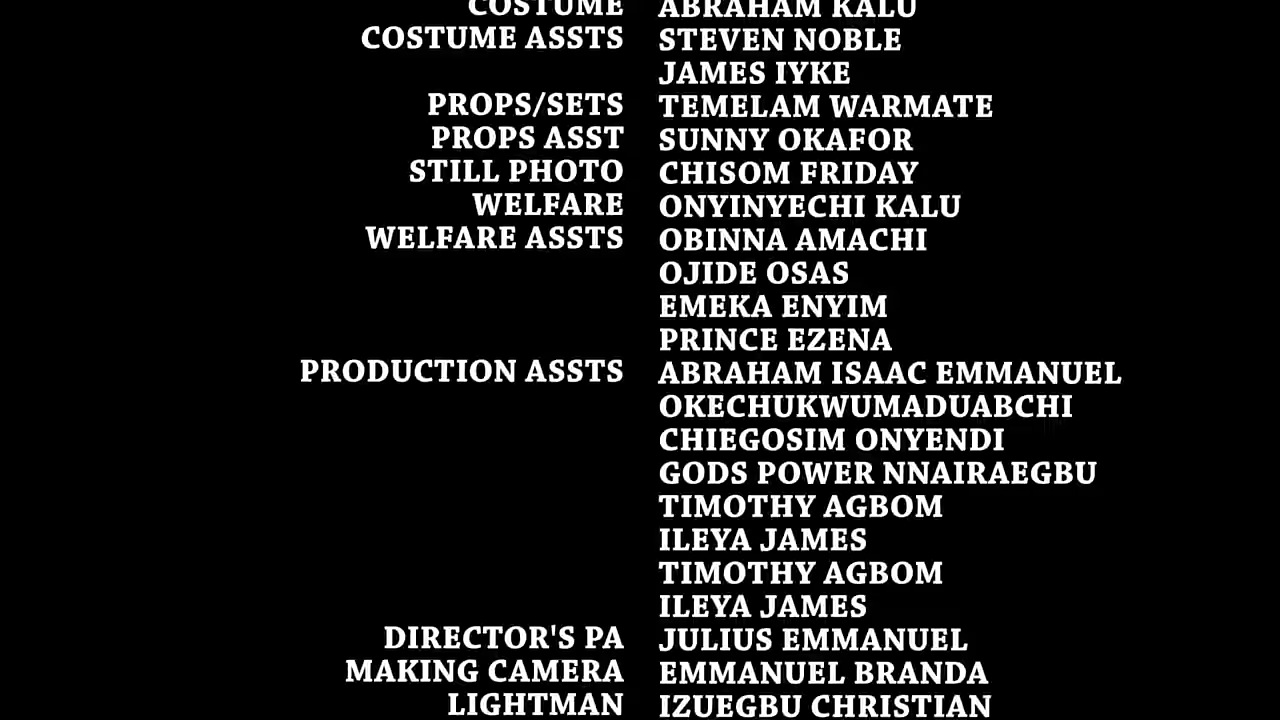 COSTUME ABRAHAM KALU
COSTUME ASSTS STEVEN NOBLE
JAMES IYKE
PROPS/SETS TEMELAM WARMATE
PROPS ASST SUNNY OKAFOR
STILL PHOTO CHISOM FRIDAY
WELFARE ONYINYECHI KALU
WELFARE ASSTS OBINNA AMACHI
OJIDE OSAS
EMEKA ENYIM
PRINCE EZENA
PRODUCTION ASSTS ABRAHAM ISAAC EMMANUEL
OKECHUKWUMADUABCHI
CHIEGOSIM ONYENDI
GODS POWER NNAIRAEGBU
TIMOTHY AGBOM
ILEYA JAMES
TIMOTHY AGBOM
ILEYA JAMES
DIRECTOR'S PA JULIUS EMMANUEL
MAKING CAMERA EMMANUEL BRANDA
LIGHTMAN IZUEGBU CHRISTIAN